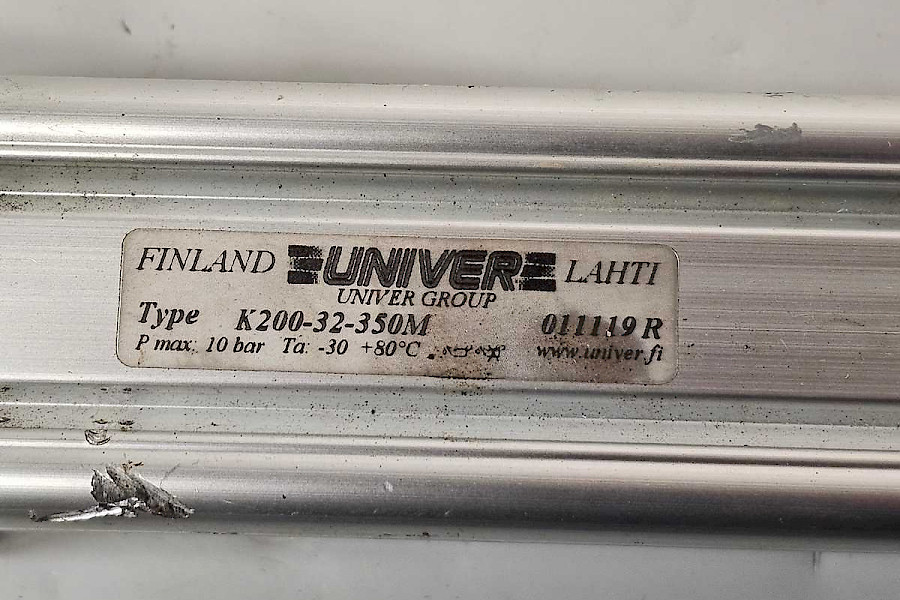 FINLAND UNIVER LAHTI
UNIVER GROUP
Type K200-32-350M 011119 R
P max. 10 bar Ta: -30 +80°C www.univer.fi